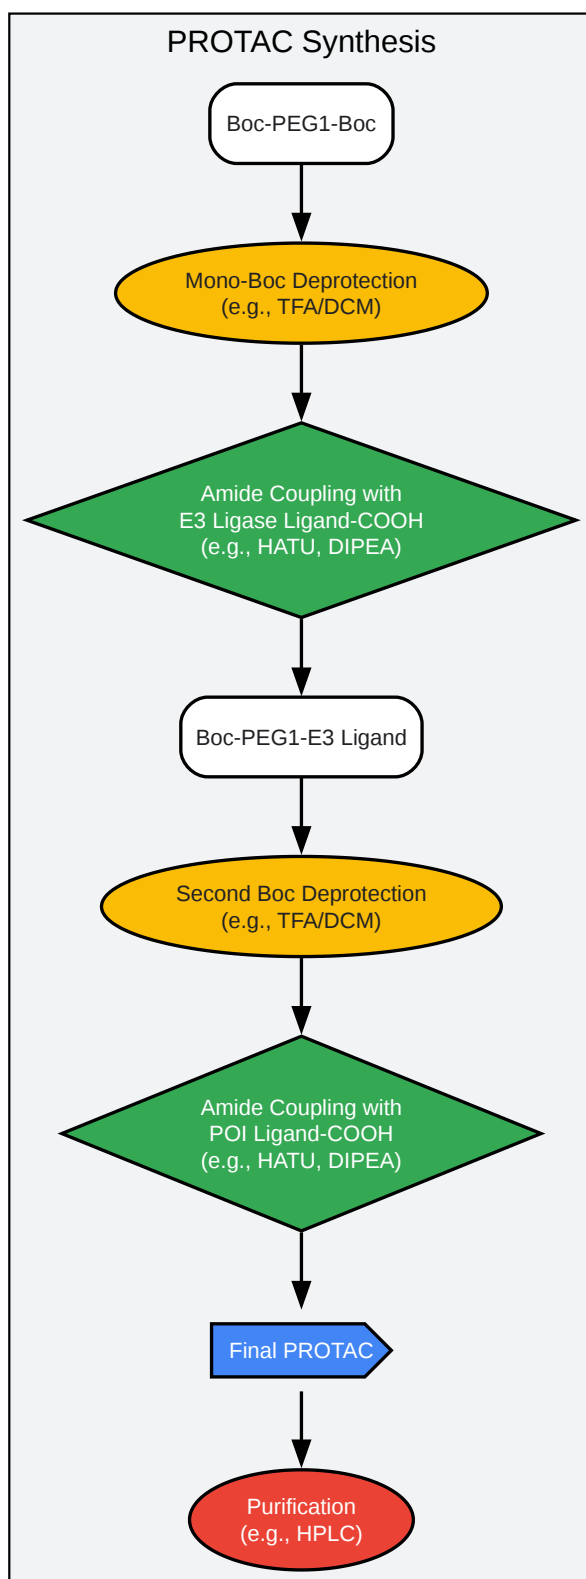 PROTAC Synthesis
Boc-PEG1-Boc
Mono-Boc Deprotection
(e.g., TFA/DCM)
Amide Coupling with
E3 Ligase Ligand-COOH
(e.g., HATU, DIPEA)
Boc-PEG1-E3 Ligand
Second Boc Deprotection
(e.g., TFA/DCM)
Amide Coupling with
POI Ligand-COOH
(e.g., HATU, DIPEA)
Final PROTAC
Purification
(e.g., HPLC)